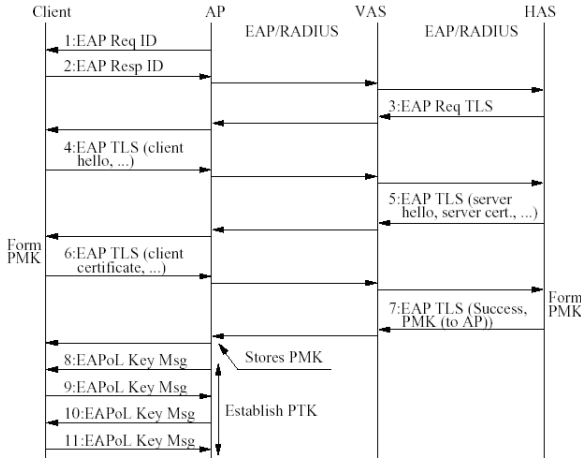 Client AP VAS HAS
EAP/RADIUS EAP/RADIUS
1:EAP Req ID
2:EAP Resp ID
3:EAP Req TLS
4:EAP TLS (client
hello, ...)
5:EAP TLS (server
hello, server cert., ...)
Form
PMK
6:EAP TLS (client
certificate, ...)
Form
PMK
7:EAP TLS (Success,
PMK (to AP))
Stores PMK
8:EAPoL Key Msg
9:EAPoL Key Msg
Establish PTK
10:EAPoL Key Msg
11:EAPoL Key Msg